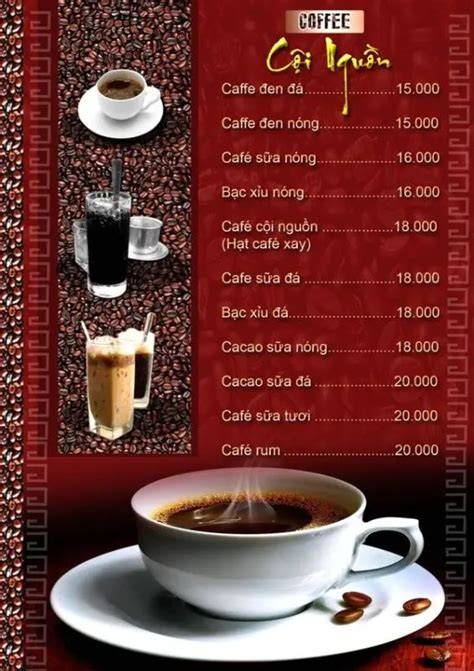 COFFEE
Cội Nguồn
Caffe đen đá......................15.000
Caffe đen nóng...................15.000
Café sữa nóng....................16.000
Bạc xỉu nóng......................16.000
Café cội nguồn ..................18.000
(Hạt café xay)
Cafe sữa đá ......................18.000
Bạc xỉu đá.........................18.000
Cacao sữa nóng.................18.000
Cacao sữa đá ....................20.000
Café sữa tươi ....................20.000
Café rum ..........................20.000